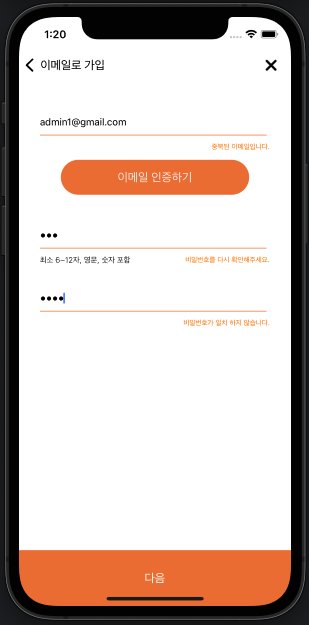 1:20
이메일로 가입
admin1@gmail.com
중복된 이메일입니다.
이메일 인증하기
최소 6~12자, 영문, 숫자 포함
비밀번호를 다시 확인해주세요.
비밀번호가 일치 하지 않습니다.
다음